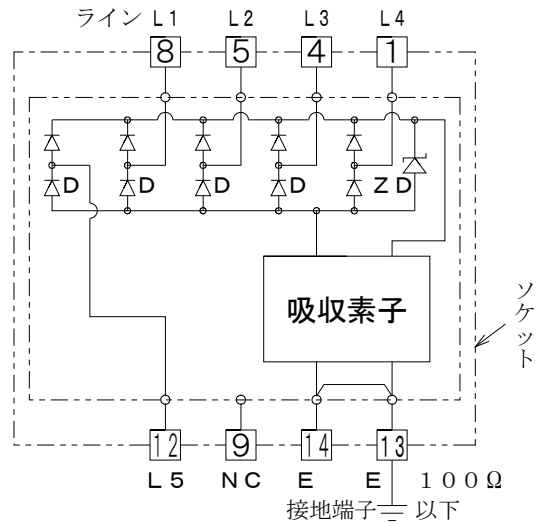 ライン L1 L2 L3 L4
8 5 4 1
D D D D ZD
吸収素子
ソケット
12 9 14 13
L5 NC E E 100Ω
接地端子 以下